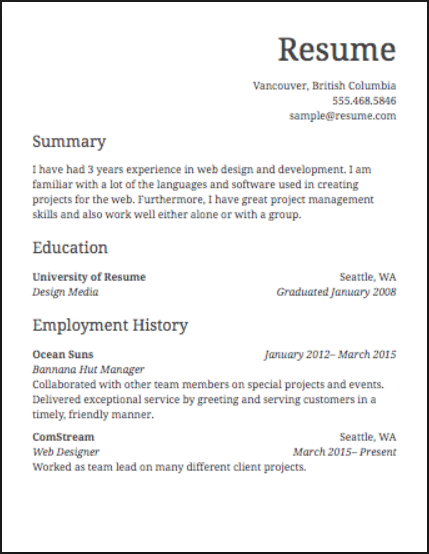 Resume
Vancouver, British Columbia
555.468.5846
sample@resume.com
Summary
I have had 3 years experience in web design and development. I am
familiar with a lot of the languages and software used in creating
projects for the web. Furthermore, I have great project management
skills and also work well either alone or with a group.
Education
University of Resume Seattle, WA
Design Media Graduated January 2008
Employment History
Ocean Suns January 2012– March 2015
Bannana Hut Manager
Collaborated with other team members on special projects and events.
Delivered exceptional service by greeting and serving customers in a
timely, friendly manner.
ComStream Seattle, WA
Web Designer March 2015– Present
Worked as team lead on many different client projects.